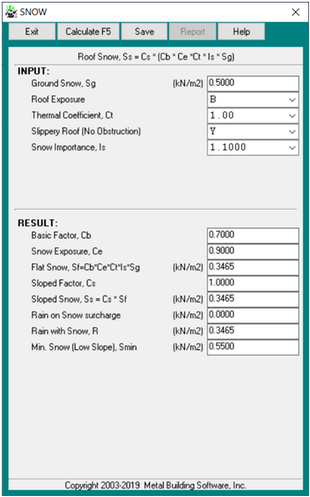 SNOW
Exit Calculate F5 Save Report Help
Roof Snow, Ss = Cs * (Cb * Ce *Ct * Is * Sg)
INPUT:
Ground Snow, Sg (kN/m2) 0.5000
Roof Exposure B
Thermal Coefficient, Ct 1.00
Slippery Roof (No Obstruction) Y
Snow Importance, Is 1.1000
RESULT:
Basic Factor, Cb 0.7000
Snow Exposure, Ce 0.9000
Flat Snow, Sf=Cb*Ce*Ct*Is*Sg (kN/m2) 0.3465
Sloped Factor, Cs 1.0000
Sloped Snow, Ss = Cs * Sf (kN/m2) 0.3465
Rain on Snow surcharge (kN/m2) 0.0000
Rain with Snow, R (kN/m2) 0.3465
Min. Snow (Low Slope), Smin (kN/m2) 0.5500
Copyright 2003-2019 Metal Building Software, Inc.